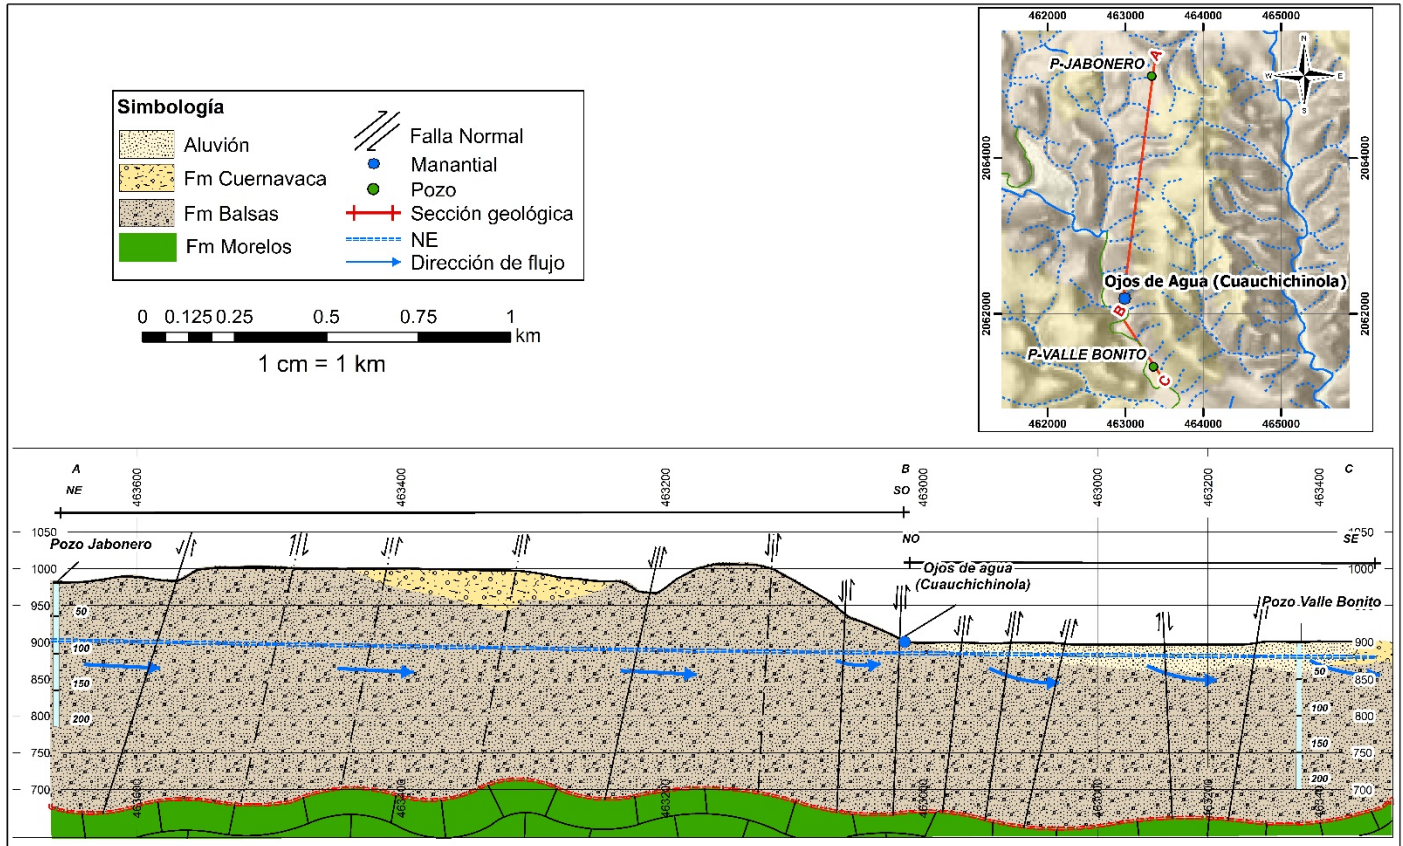 Simbología
Aluvión
Fm Cuernavaca
Fm Balsas
Fm Morelos
Falla Normal
Manantial
Pozo
Sección geológica
NE
Dirección de flujo
0 0.125 0.25 0.5 0.75 1
km
1 cm = 1 km
462000 463000 464000 465000
N
W E
S
A
P-JABONERO
2064000 2064000
Ojos de Agua (Cuauchichinola)
B
2062000 2062000
P-VALLE BONITO
C
462000 463000 464000 465000
A 463600 463400 463200 B 463000 463000 463200 463400 C
NE SO
NO SE
1050 1050
Pozo Jabonero
1000 1000
Ojos de agua
(Cuauchichinola)
950
Pozo Valle Bonito
50
900 900
100
50
850 850
150
100
800 800
200
150
750 750
200
700 700
463400 463200